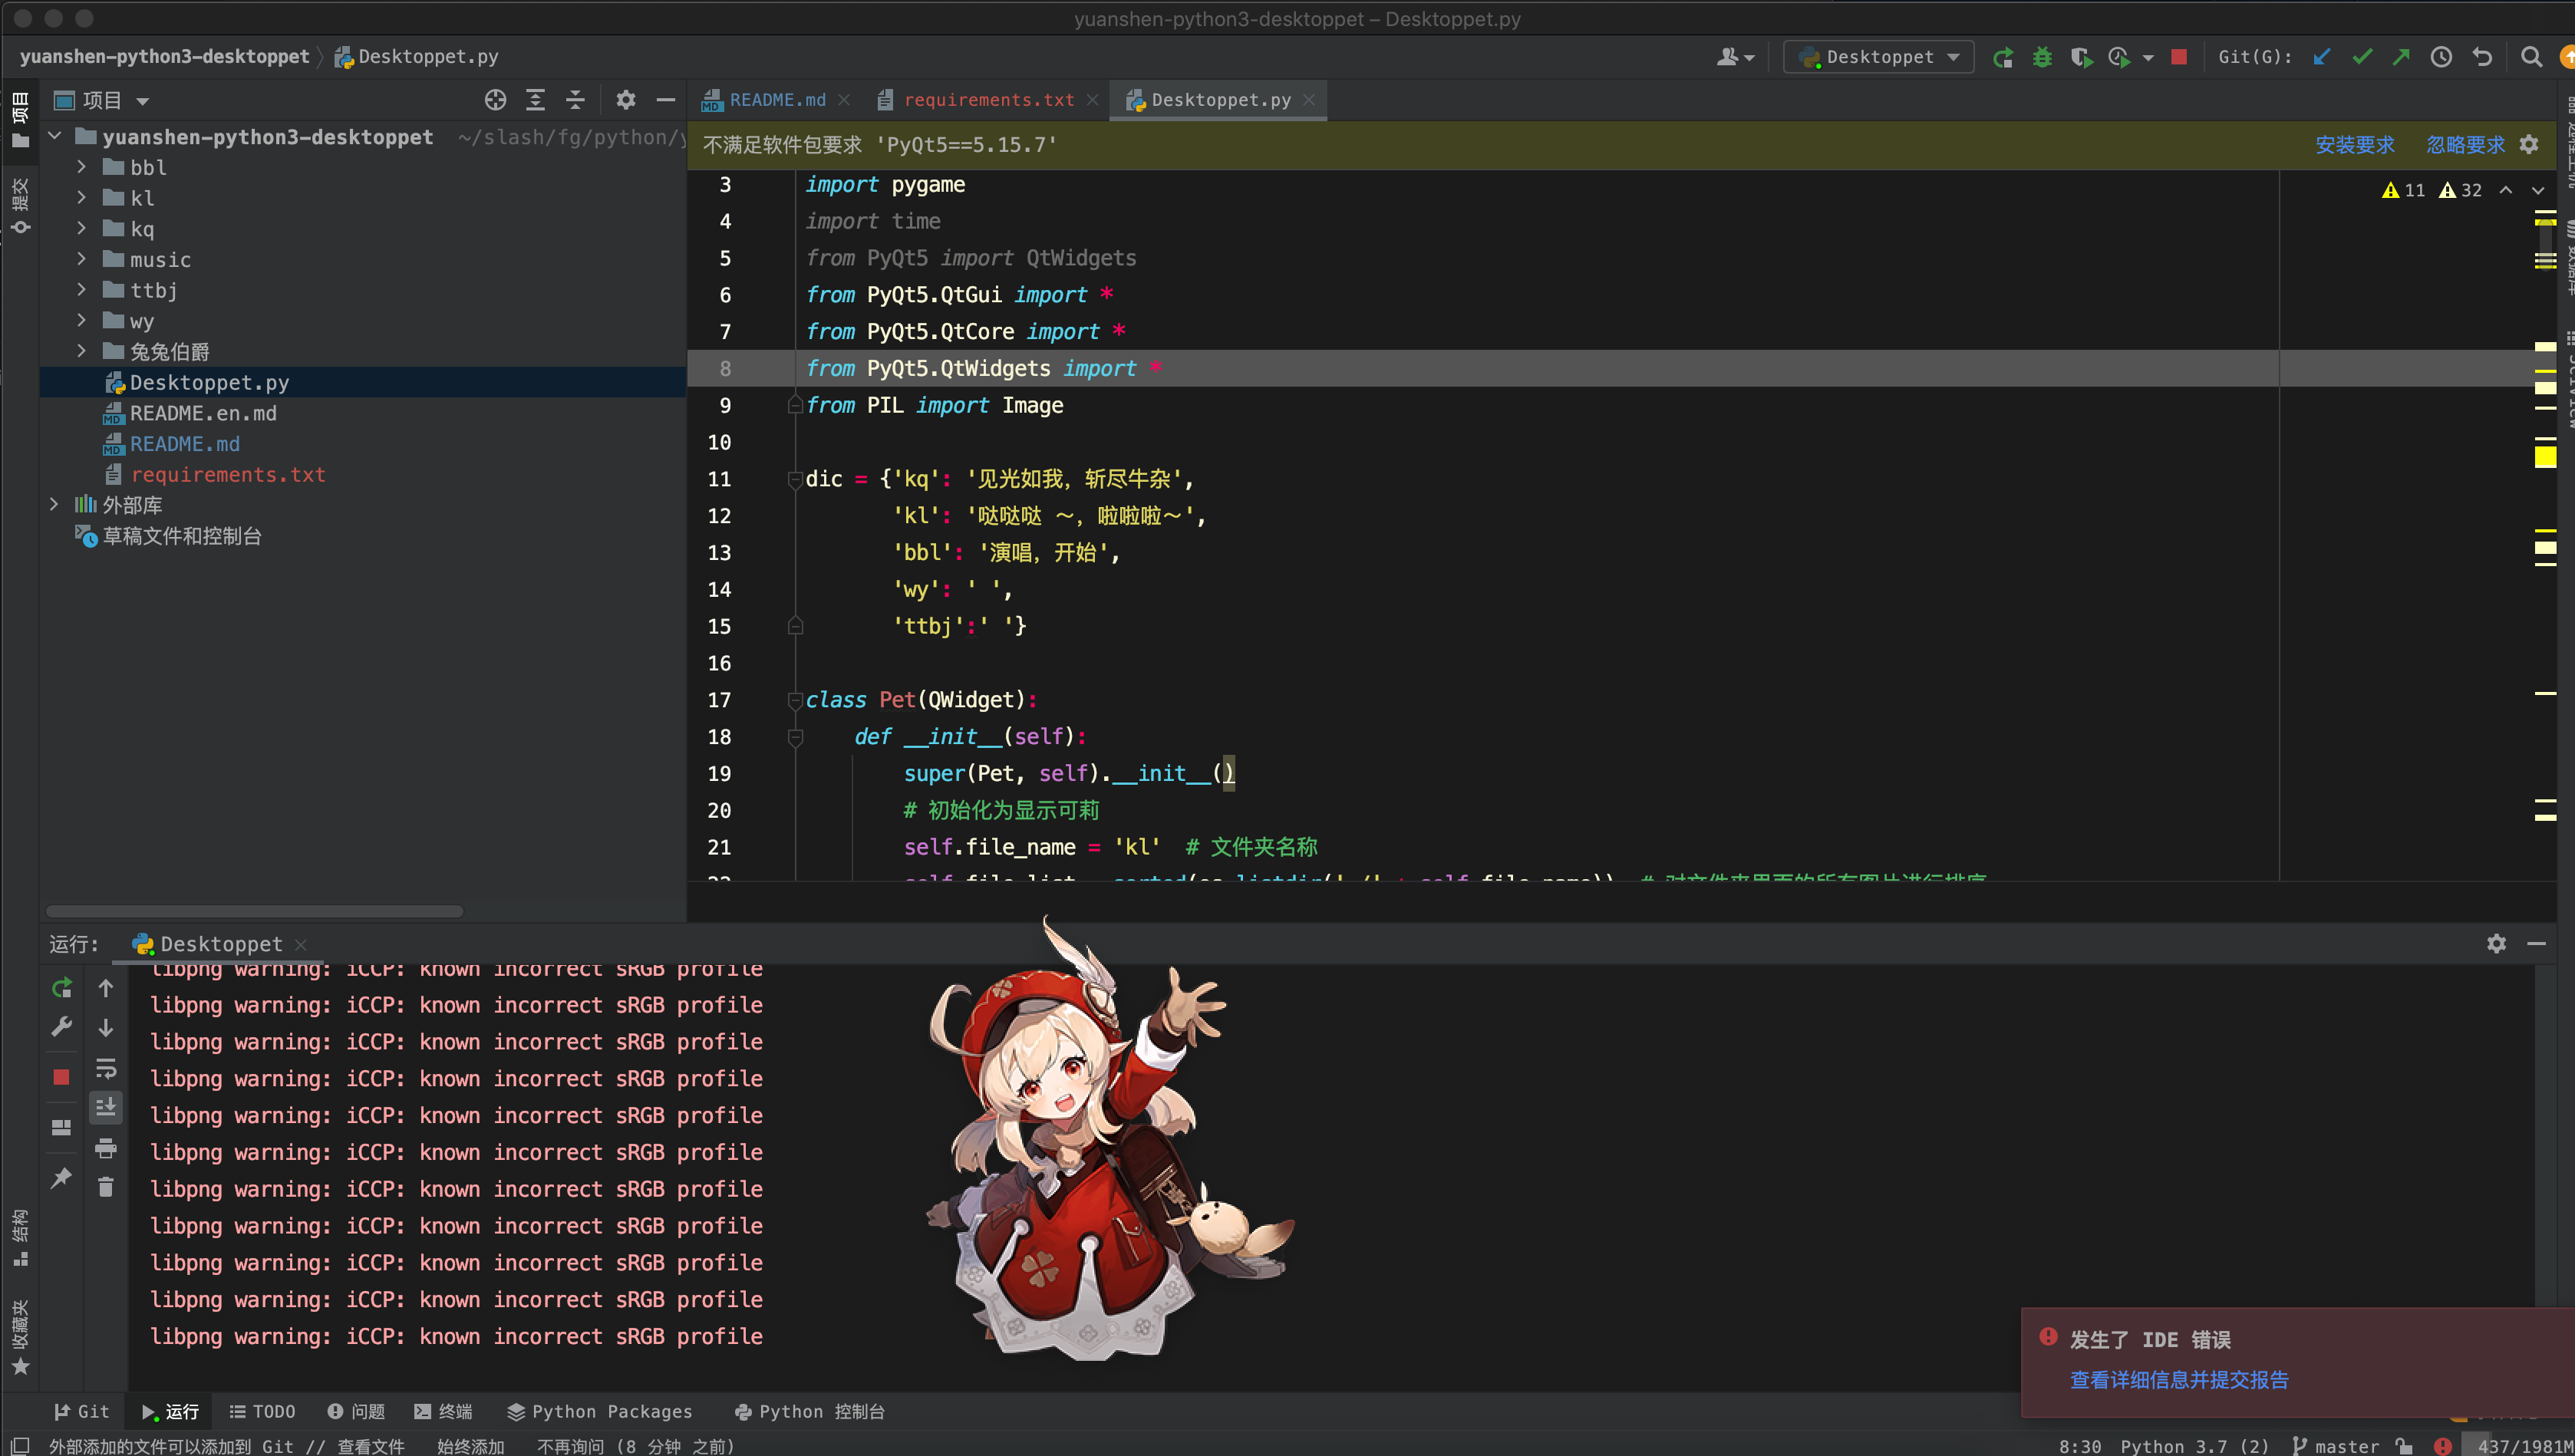 yuanshen-python3-desktoppet – Desktoppet.py
yuanshen-python3-desktoppet Desktoppet.py
Desktoppet
Git(G):
项目
README.md
requirements.txt
Desktoppet.py
yuanshen-python3-desktoppet ~/slash/fg/python/y
不满足软件包要求 'PyQt5==5.15.7'
安装要求 忽略要求
11 32
bbl
kl
kq
music
ttbj
wy
兔兔伯爵
Desktoppet.py
README.en.md
README.md
requirements.txt
外部库
草稿文件和控制台
项目
提交
结构
收藏夹
3 import pygame
4 import time
5 from PyQt5 import QtWidgets
6 from PyQt5.QtGui import *
7 from PyQt5.QtCore import *
8 from PyQt5.QtWidgets import *
9 from PIL import Image
10
11 dic = {'kq': '见光如我，斩尽牛杂',
12 'kl': '哒哒哒 ～，啦啦啦～',
13 'bbl': '演唱，开始',
14 'wy': ' ',
15 'ttbj':' '}
16
17 class Pet(QWidget):
18 def __init__(self):
19 super(Pet, self).__init__()
20 # 初始化为显示可莉
21 self.file_name = 'kl' # 文件夹名称
运行: Desktoppet
libpng warning: iCCP: known incorrect sRGB profile
libpng warning: iCCP: known incorrect sRGB profile
libpng warning: iCCP: known incorrect sRGB profile
libpng warning: iCCP: known incorrect sRGB profile
libpng warning: iCCP: known incorrect sRGB profile
libpng warning: iCCP: known incorrect sRGB profile
libpng warning: iCCP: known incorrect sRGB profile
libpng warning: iCCP: known incorrect sRGB profile
libpng warning: iCCP: known incorrect sRGB profile
libpng warning: iCCP: known incorrect sRGB profile
libpng warning: iCCP: known incorrect sRGB profile
发生了 IDE 错误
查看详细信息并提交报告
Git 运行 TODO 问题 终端 Python Packages Python 控制台
外部添加的文件可以添加到 Git // 查看文件 始终添加 不再询问 (8 分钟 之前)
8:30 Python 3.7 (2) master 437/1981M